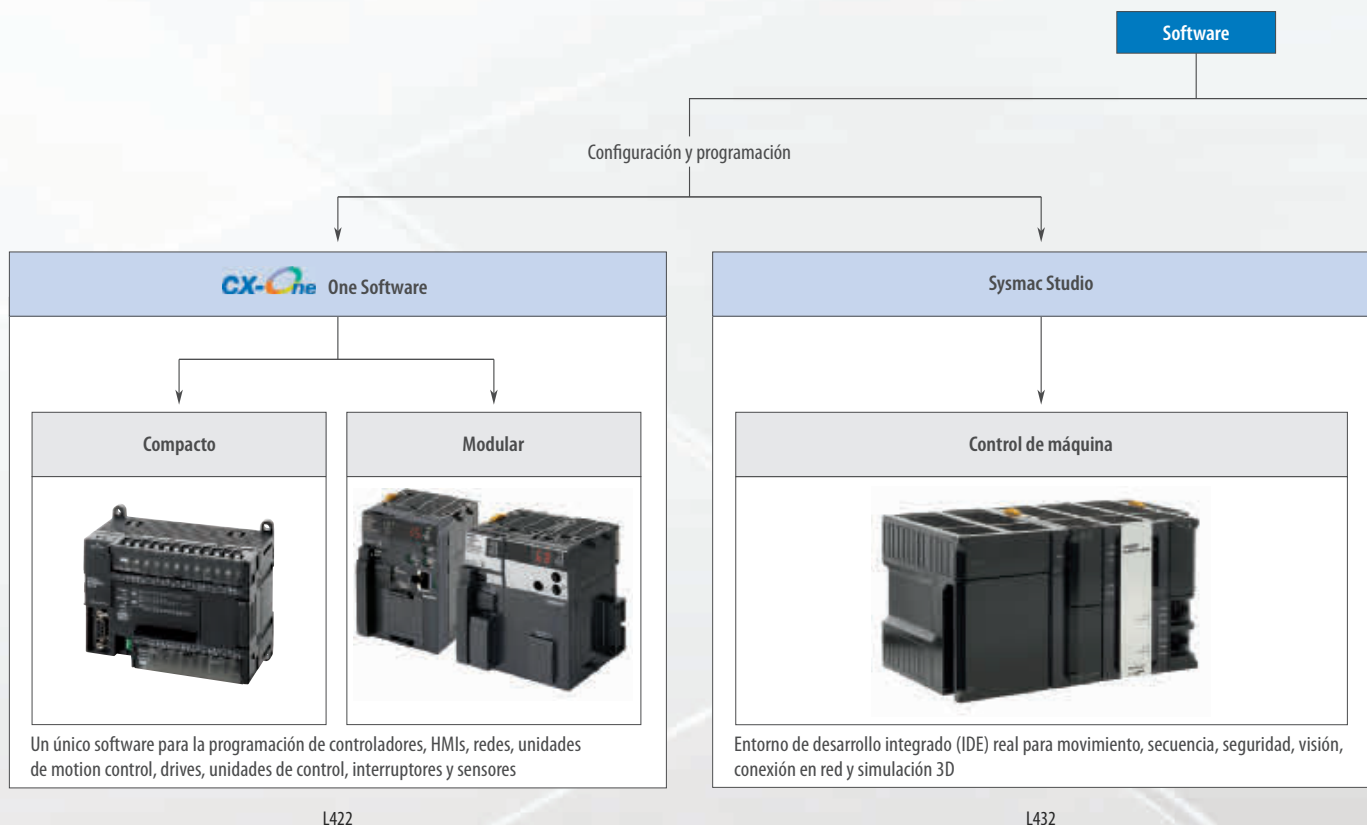 Software
Configuración y programación
CX-One One Software
Sysmac Studio
Compacto
Modular
Control de máquina
Un único software para la programación de controladores, HMIs, redes, unidades
de motion control, drives, unidades de control, interruptores y sensores
Entorno de desarrollo integrado (IDE) real para movimiento, secuencia, seguridad, visión,
conexión en red y simulación 3D
L422
L432